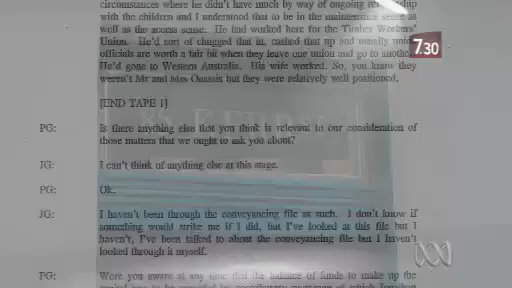 circumstances where he didn't have much by way of ongoing relationship
with the children and I understood that to be in the maintenance sense as
well as the access sense. He had worked here for the Timber Workers'
Union. He'd sort of chugged that in, cashed that up and usually union
officials are worth a fair bit when they leave one union and go to another.
He'd gone to Western Australia. His wife worked. So, you know they
weren't Mr and Mrs Onassis but they were relatively well positioned.
7.30
[END TAPE 1]
PG: Is there anything else that you think is relevant to our consideration of
those matters that we ought to ask you about?
JG: I can't think of anything else at this stage.
PG: Ok.
JG: I haven't been through the conveyancing file as such. I don't know if
something would strike me if I did, but I've looked at this file but I
haven't, I've been talked to about the conveyancing file but I haven't
looked through it myself.
PG: Were you aware at any time that the balance of funds to make up the